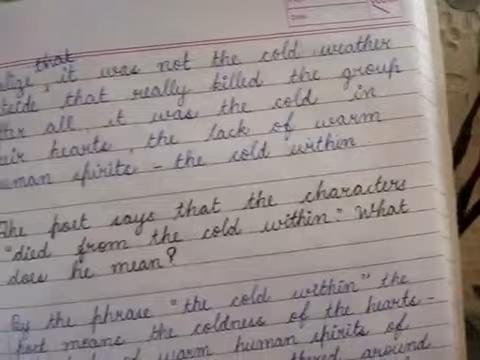 that
it was not the cold weather
that really killed the group
all, it was the cold in
hearts, the lack of warm
spirits - the cold within.
The poet says that the characters
"died from the cold within." What
does he mean?
By the phrase "the cold within" the
poet means the coldness of the hearts -
warm human spirits of
around